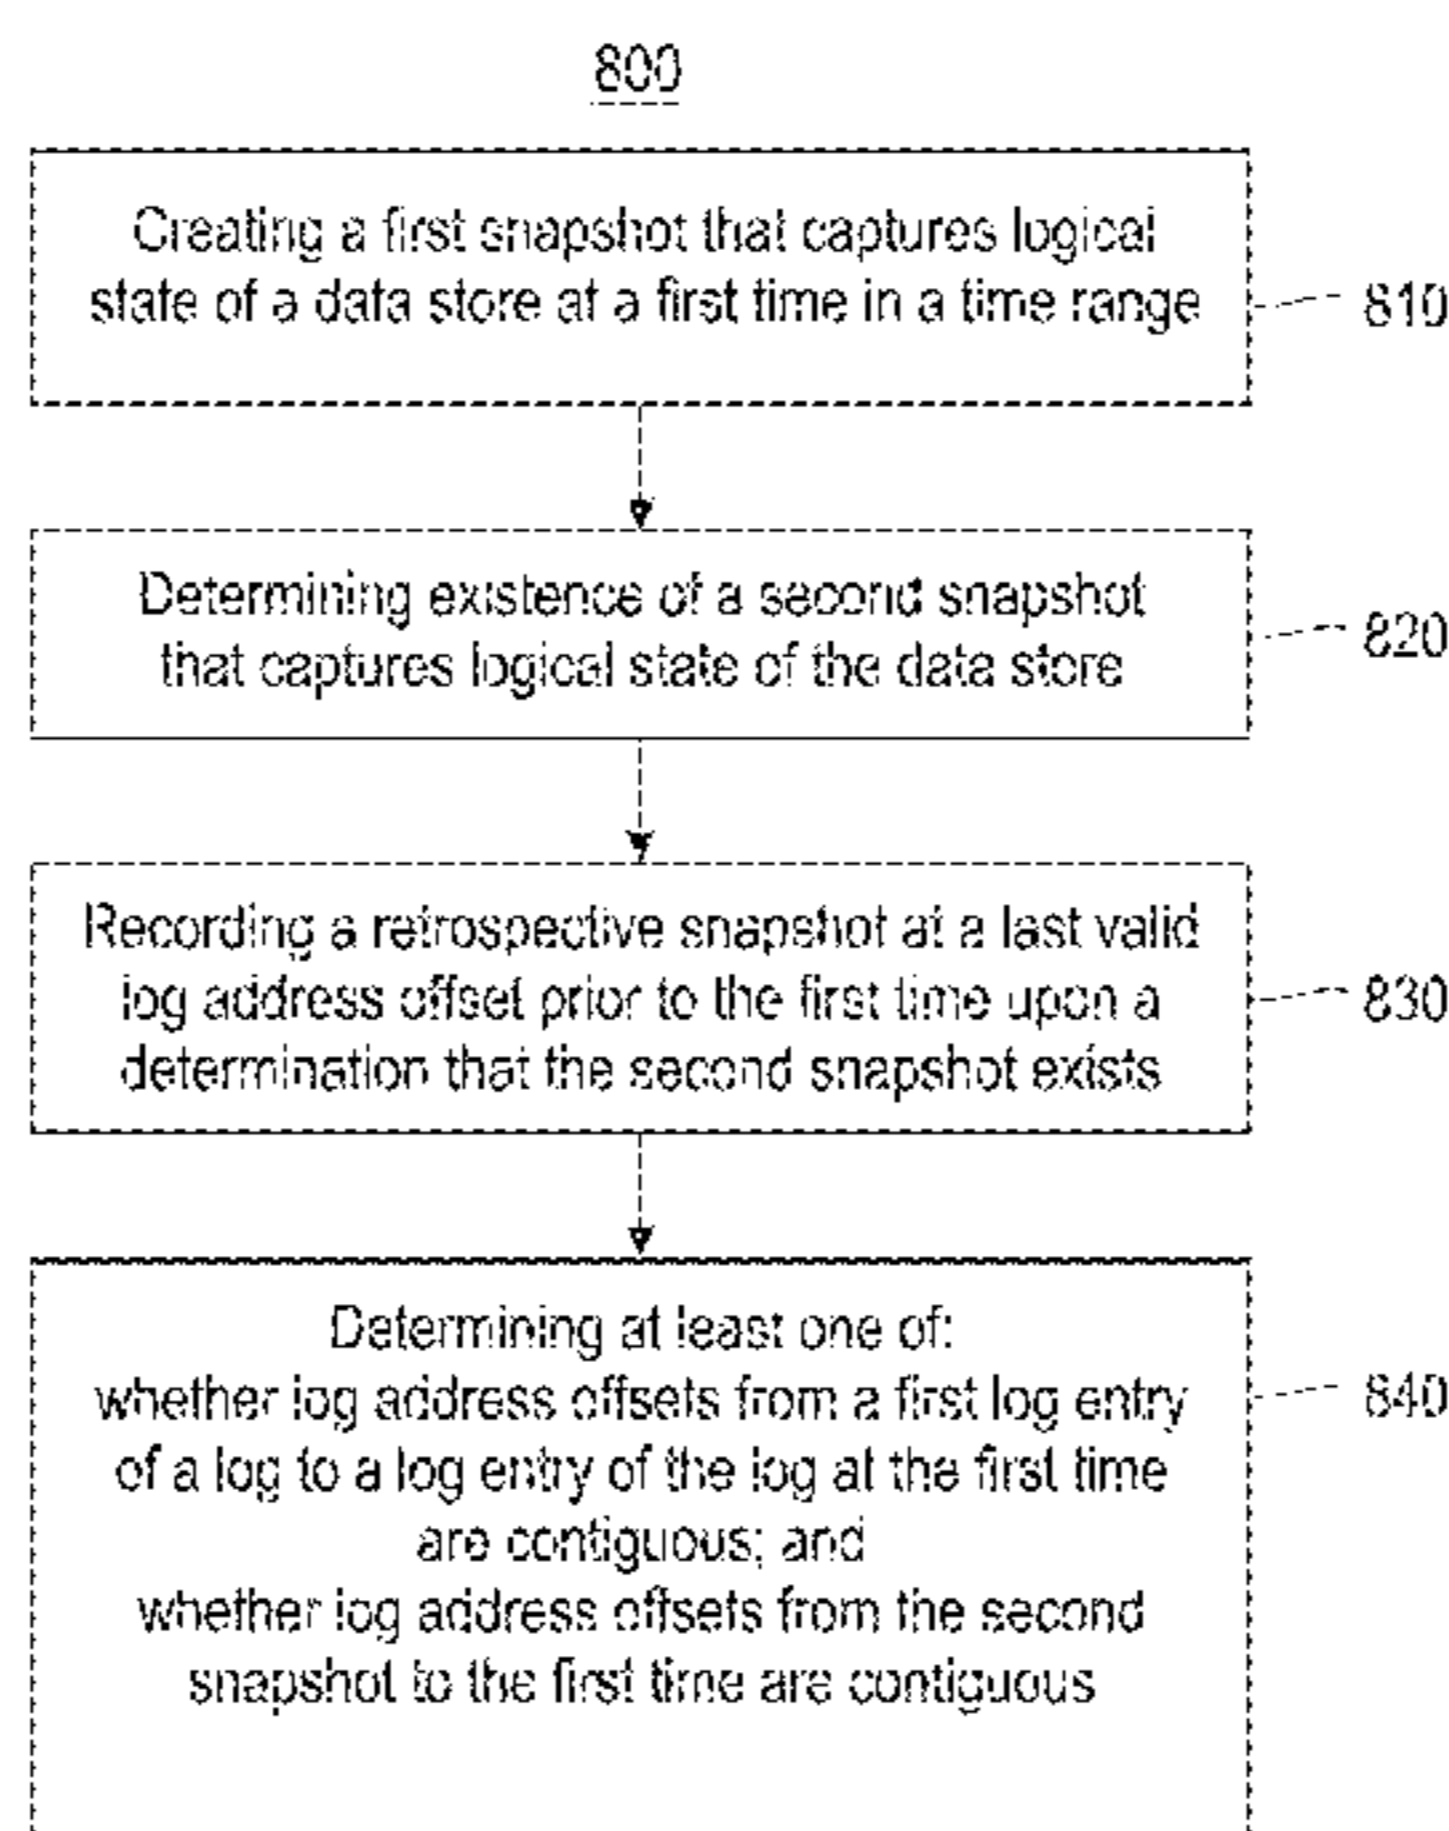 800
Creating a first snapshot that captures logical
state of a data store at a first time in a time range
810
Determining existence of a second snapshot
that captures logical state of the data store
820
Recording a retrospective snapshot at a last valid
log address offset prior to the first time upon a
determination that the second snapshot exists
830
Determining at least one of:
whether log address offsets from a first log entry
of a log to a log entry of the log at the first time
are contiguous; and
whether log address offsets from the second
snapshot to the first time are contiguous
840